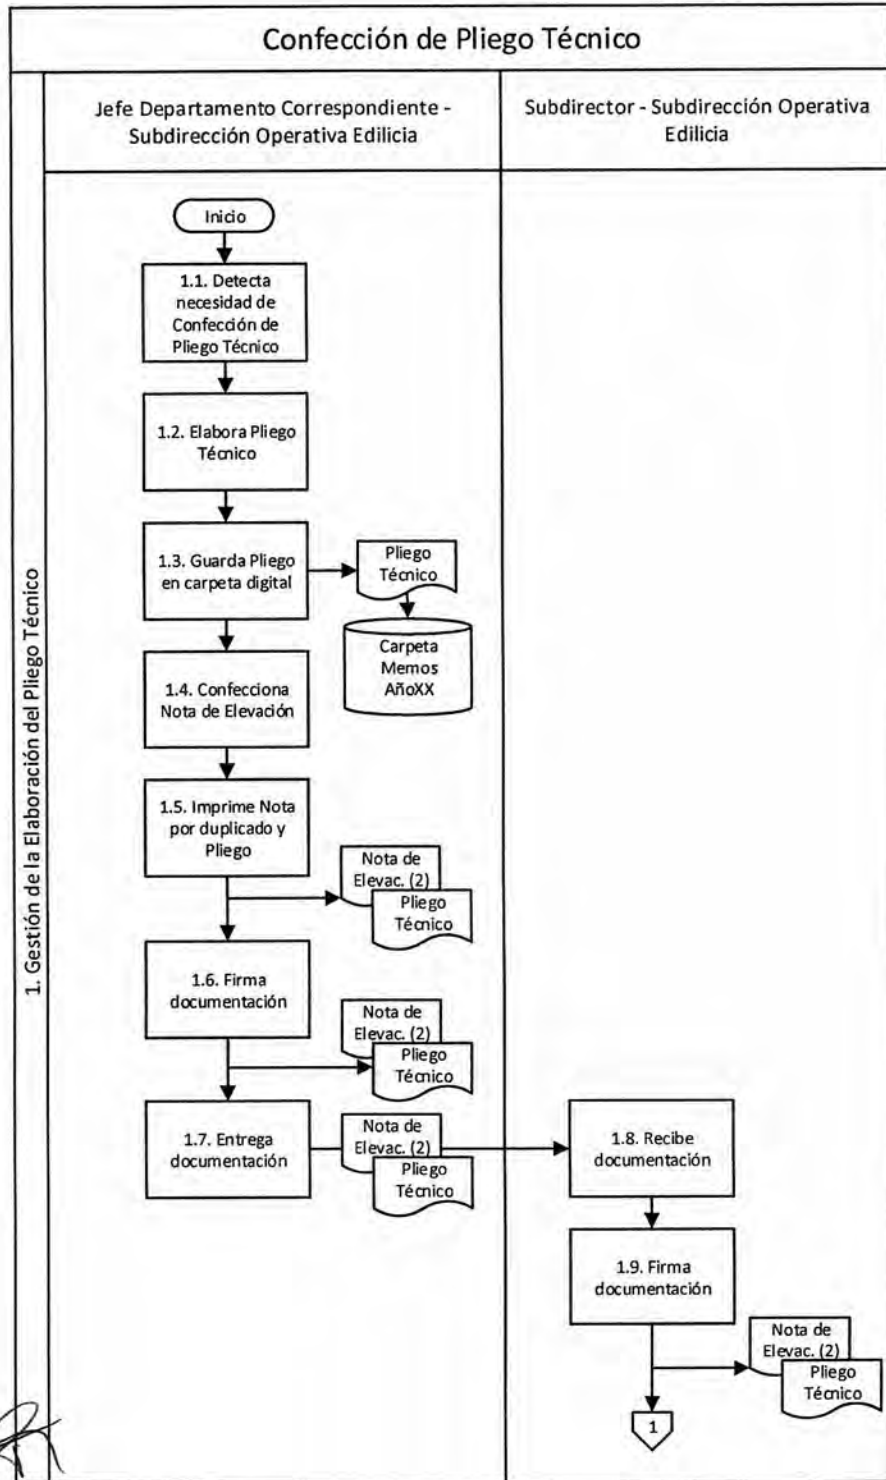 Confección de Pliego Técnico
Jefe Departamento Correspondiente -
Subdirección Operativa Edilicia
Subdirector - Subdirección Operativa
Edilicia
1. Gestión de la Elaboración del Pliego Técnico
Inicio
1.1. Detecta
necesidad de
Confección de
Pliego Técnico
1.2. Elabora Pliego
Técnico
1.3. Guarda Pliego
en carpeta digital
Pliego
Técnico
Carpeta
Memos
AñoXX
1.4. Confecciona
Nota de Elevación
1.5. Imprime Nota
por duplicado y
Pliego
Nota de
Elevac. (2)
Pliego
Técnico
1.6. Firma
documentación
Nota de
Elevac. (2)
Pliego
Técnico
1.7. Entrega
documentación
Nota de
Elevac. (2)
Pliego
Técnico
1.8. Recibe
documentación
1.9. Firma
documentación
Nota de
Elevac. (2)
Pliego
Técnico
1